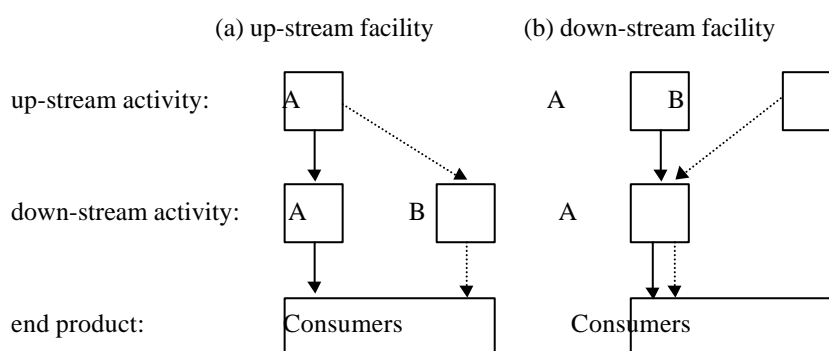 (a) up-stream facility (b) down-stream facility
up-stream activity: A A B
down-stream activity: A B A
end product: Consumers Consumers